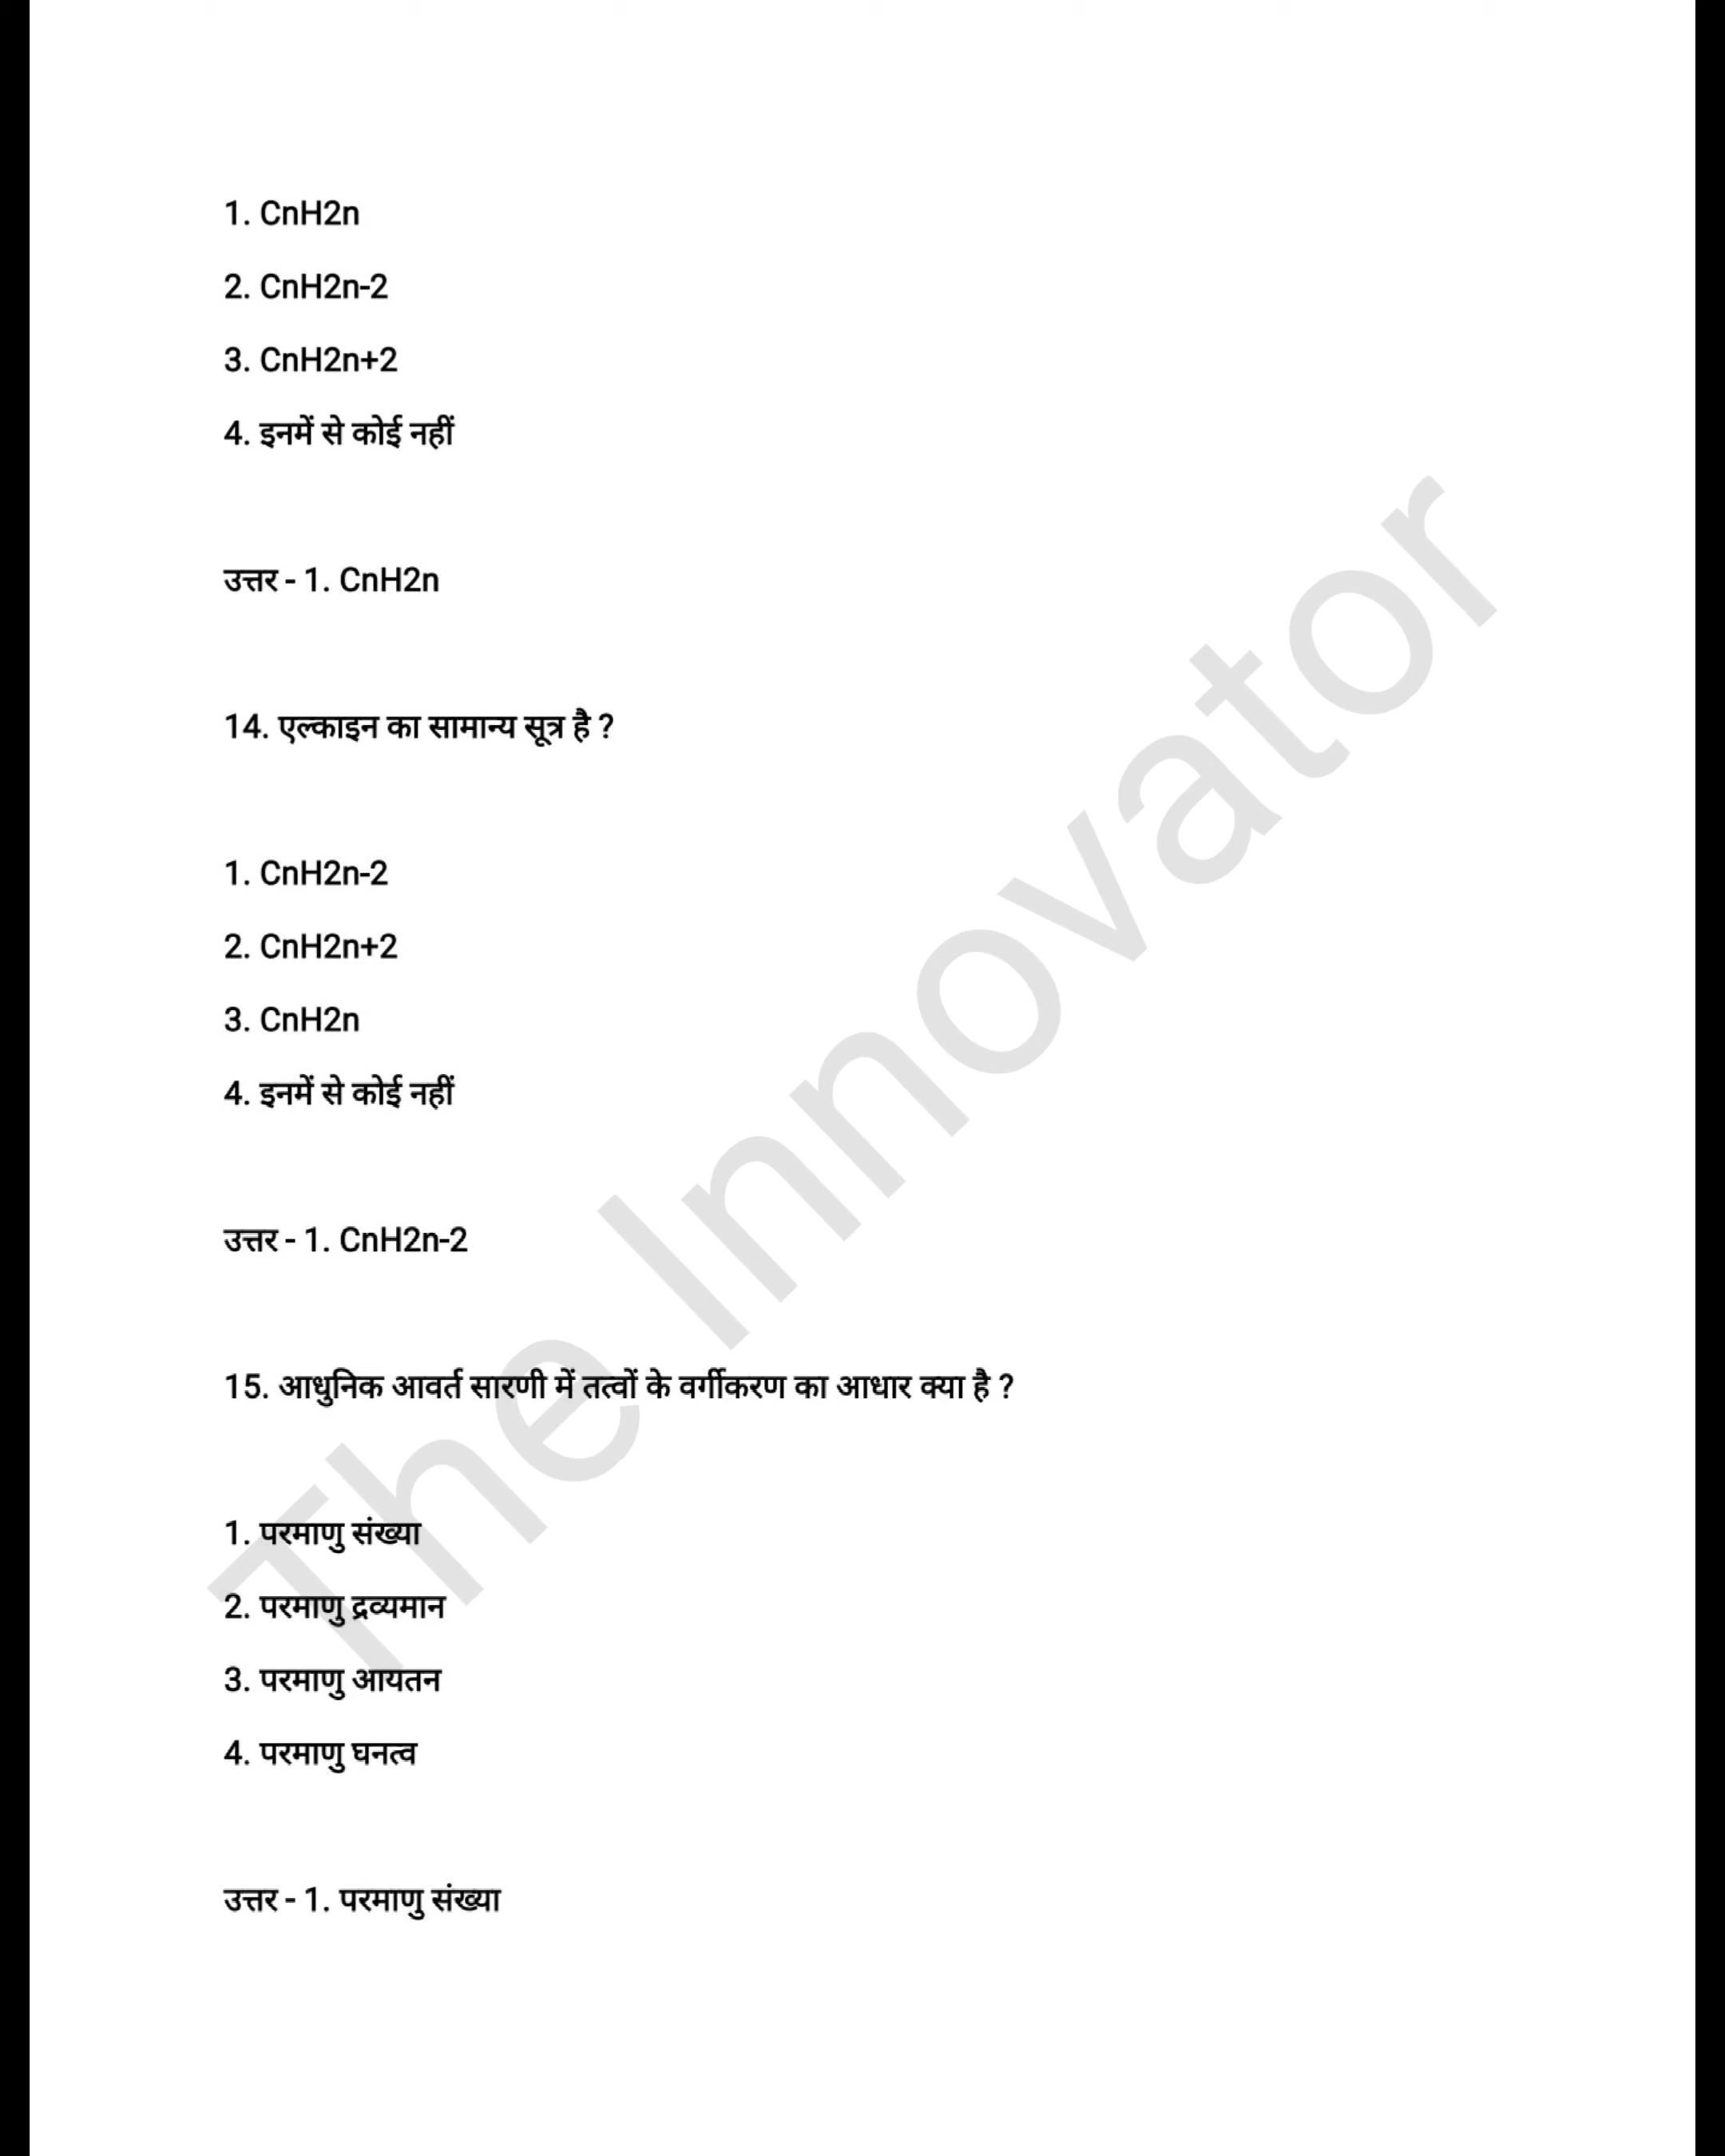 1. CnH2n
2. CnH2n-2
3. CnH2n+2
4. इनमें से कोई नहीं
उत्तर - 1. CnH2n
14. एल्काइन का सामान्य सूत्र है ?
1. CnH2n-2
2. CnH2n+2
3. CnH2n
4. इनमें से कोई नहीं
उत्तर - 1. CnH2n-2
15. आधुनिक आवर्त सारणी में तत्वों के वर्गीकरण का आधार क्या है ?
1. परमाणु संख्या
2. परमाणु द्रव्यमान
3. परमाणु आयतन
4. परमाणु घनत्व
उत्तर - 1. परमाणु संख्या
The Innovator